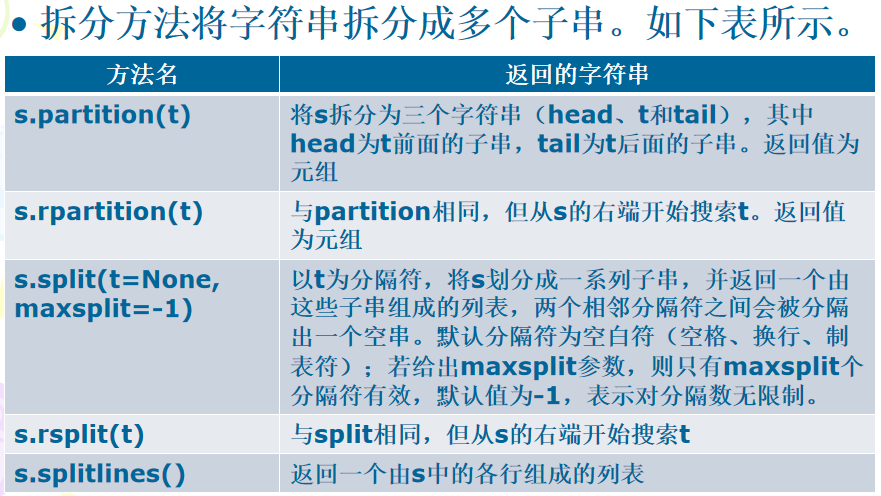 • 拆分方法将字符串拆分成多个子串。如下表所示。
方法名
返回的字符串
s.partition(t)
将s拆分为三个字符串（head、t和tail），其中
head为t前面的子串，tail为t后面的子串。返回值为
元组
s.rpartition(t)
与partition相同，但从s的右端开始搜索t。返回值
为元组
s.split(t=None,
maxsplit=-1)
以t为分隔符，将s划分成一系列子串，并返回一个由
这些子串组成的列表，两个相邻分隔符之间会被分隔
出一个空串。默认分隔符为空白符（空格、换行、制
表符）；若给出maxsplit参数，则只有maxsplit个
分隔符有效，默认值为-1，表示对分隔数无限制。
s.rsplit(t)
与split相同，但从s的右端开始搜索t
s.splitlines()
返回一个由s中的各行组成的列表